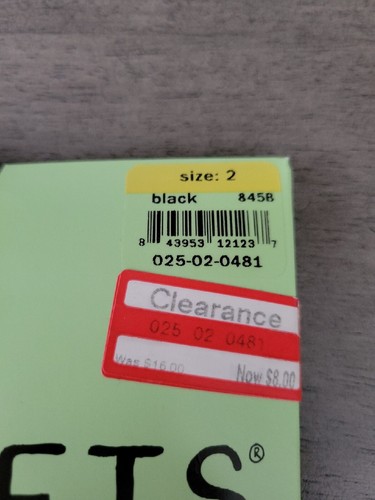 size: 2
black 845B
8 43953 12123 7
025-02-0481
Clearance
025 02 0481
Was $16.00
Now $8.00
ETS®